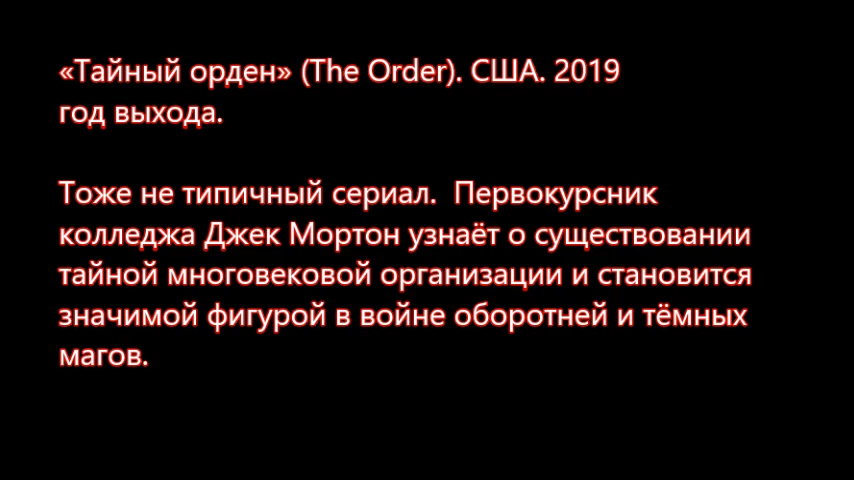 «Тайный орден» (The Order). США. 2019
год выхода.
Тоже не типичный сериал.  Первокурсник
колледжа Джек Мортон узнаёт о существовании
тайной многовековой организации и становится
значимой фигурой в войне оборотней и тёмных
магов.